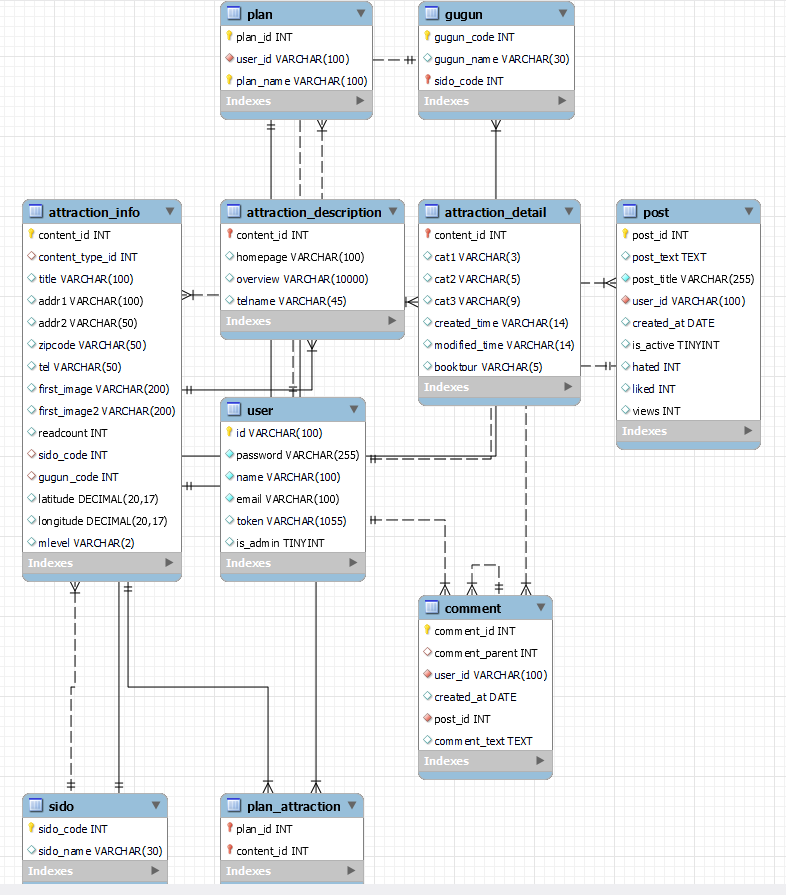 plan
plan_id INT
user_id VARCHAR(100)
plan_name VARCHAR(100)
Indexes
gugun
gugun_code INT
gugun_name VARCHAR(30)
sido_code INT
Indexes
attraction_info
content_id INT
content_type_id INT
title VARCHAR(100)
addr1 VARCHAR(100)
addr2 VARCHAR(50)
zipcode VARCHAR(50)
tel VARCHAR(50)
first_image VARCHAR(200)
first_image2 VARCHAR(200)
readcount INT
sido_code INT
gugun_code INT
latitude DECIMAL(20,17)
longitude DECIMAL(20,17)
mlevel VARCHAR(2)
Indexes
attraction_description
content_id INT
homepage VARCHAR(100)
overview VARCHAR(10000)
telname VARCHAR(45)
Indexes
attraction_detail
content_id INT
cat1 VARCHAR(3)
cat2 VARCHAR(5)
cat3 VARCHAR(9)
created_time VARCHAR(14)
modified_time VARCHAR(14)
booktour VARCHAR(5)
Indexes
post
post_id INT
post_text TEXT
post_title VARCHAR(255)
user_id VARCHAR(100)
created_at DATE
is_active TINYINT
hated INT
liked INT
views INT
Indexes
user
id VARCHAR(100)
password VARCHAR(255)
name VARCHAR(100)
email VARCHAR(100)
token VARCHAR(1055)
is_admin TINYINT
Indexes
comment
comment_id INT
comment_parent INT
user_id VARCHAR(100)
created_at DATE
post_id INT
comment_text TEXT
Indexes
sido
sido_code INT
sido_name VARCHAR(30)
Indexes
plan_attraction
plan_id INT
content_id INT
Indexes